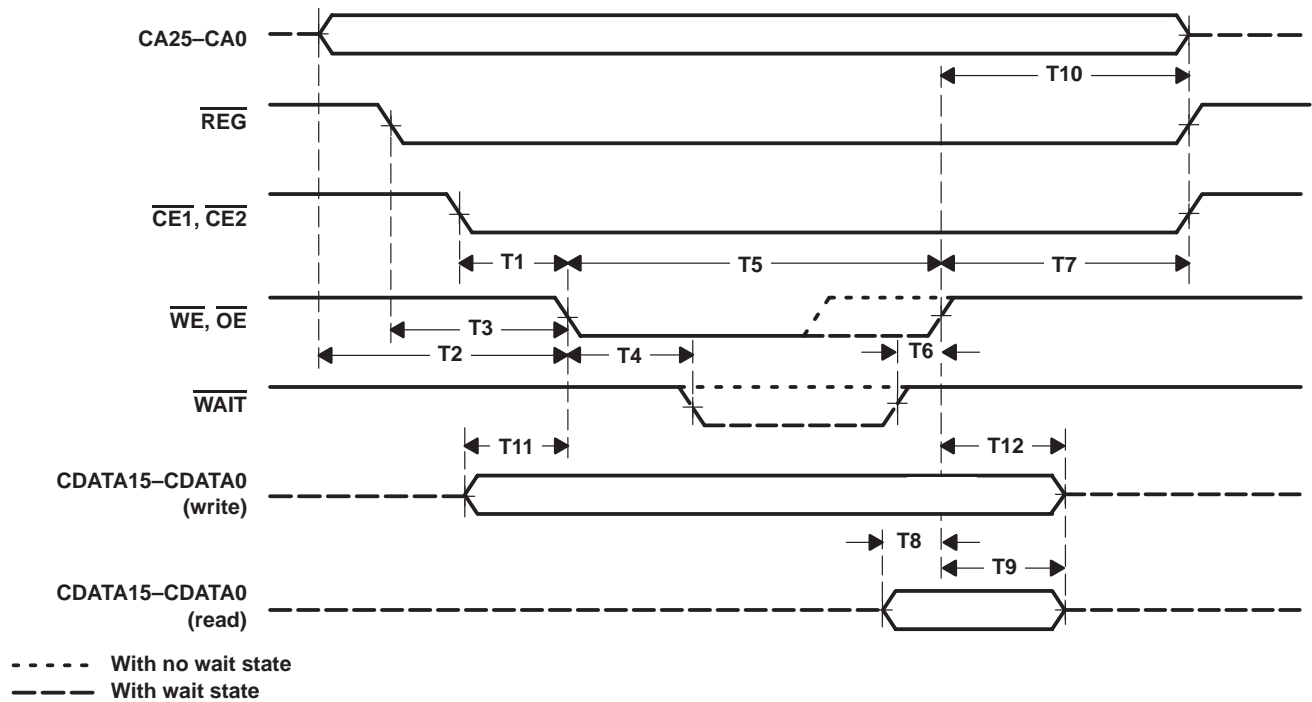 CA25–CA0
T10
REG
CE1, CE2
T1
T5
T7
WE, OE
T3
T6
T2
T4
WAIT
T11
T12
CDATA15–CDATA0
(write)
T8
T9
CDATA15–CDATA0
(read)
With no wait state
With wait state